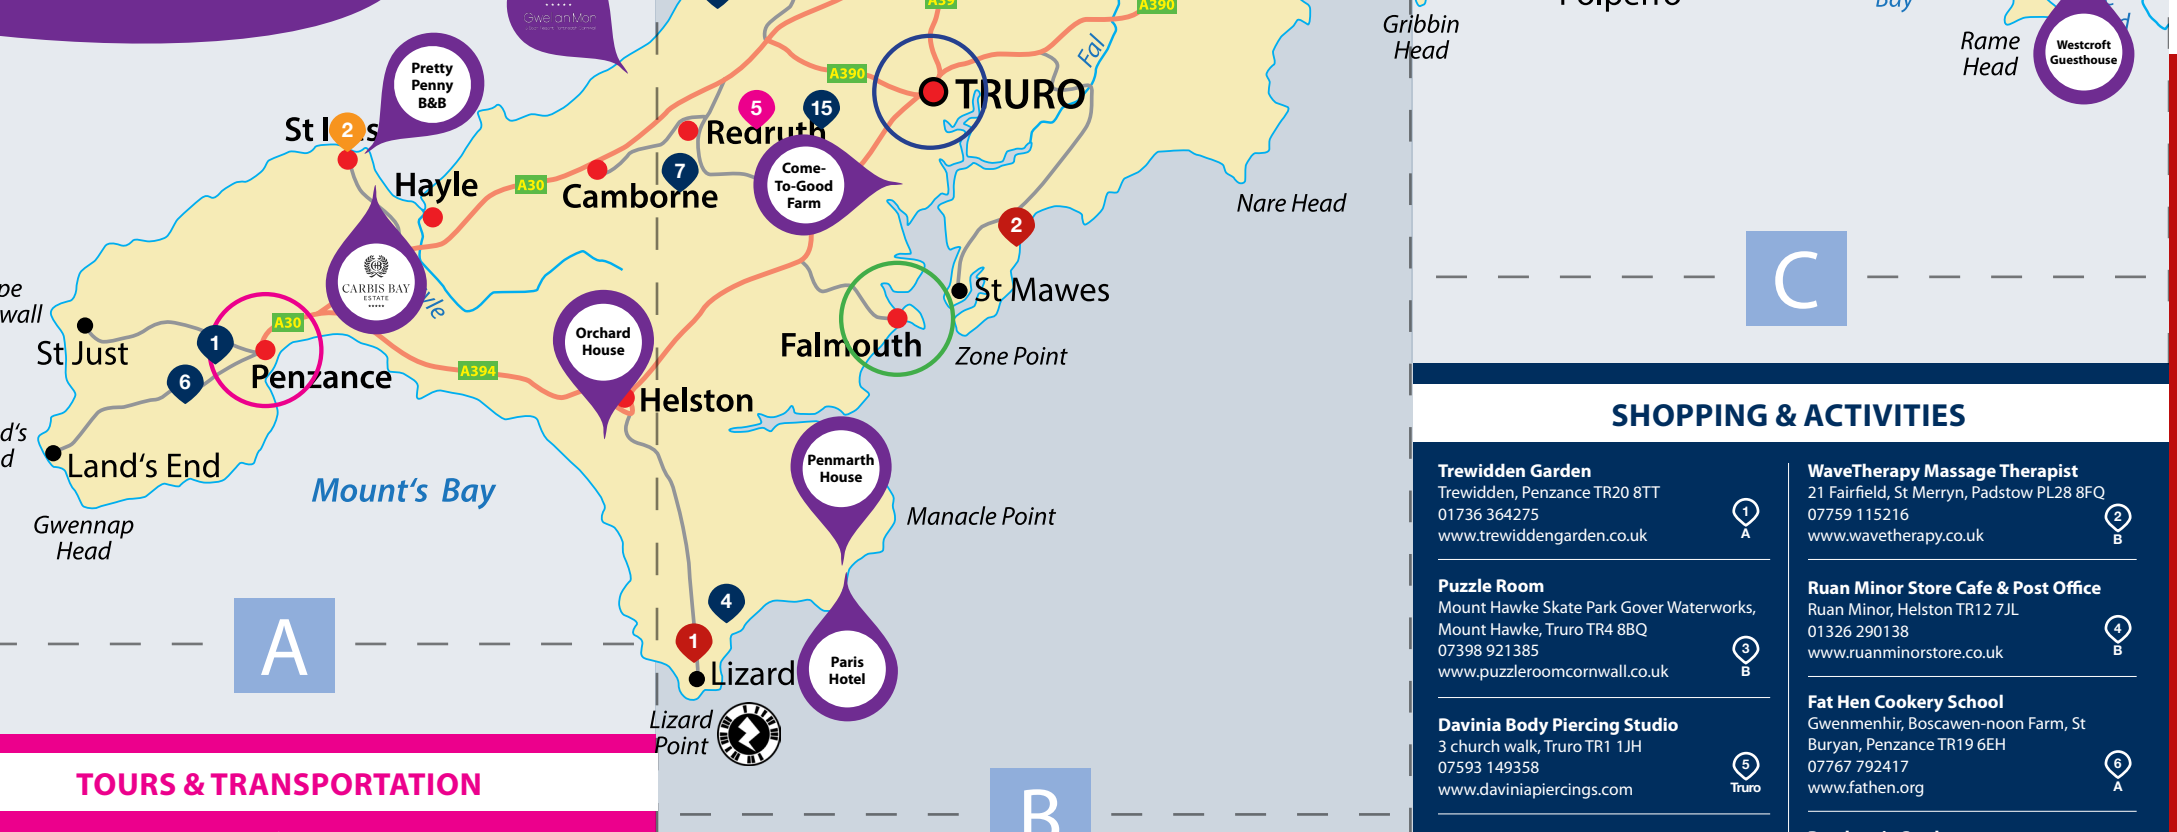 Gwel an Mor
A39
A390
Polperro
Bay
Gribbin
Head
Rame
Head
Westcroft
Guesthouse
Pretty
Penny
B&B
Fal
A390
TRURO
5
15
St Ives
2
Redruth
7
Hayle
A30
Camborne
Come-
To-Good
Farm
Nare Head
2
CARBIS BAY
ESTATE
St Mawes
C
A30
Orchard
House
St Just
1
Falmouth
Zone Point
6
Penzance
A394
Helston
SHOPPING & ACTIVITIES
Land's End
Mount's Bay
Penmarth
House
Gwennap
Head
Manacle Point
4
1
A
Lizard
Paris
Hotel
Lizard
Point
TOURS & TRANSPORTATION
B
Trewidden Garden
Trewidden, Penzance TR20 8TT
01736 364275
www.trewiddengarden.co.uk
1
A
Puzzle Room
Mount Hawke Skate Park Gover Waterworks,
Mount Hawke, Truro TR4 8BQ
07398 921385
www.puzzleroomcornwall.co.uk
3
B
Davinia Body Piercing Studio
3 church walk, Truro TR1 1JH
07593 149358
www.daviniapiercings.com
5
Truro
WaveTherapy Massage Therapist
21 Fairfield, St Merryn, Padstow PL28 8FQ
07759 115216
www.wavetherapy.co.uk
2
B
Ruan Minor Store Cafe & Post Office
Ruan Minor, Helston TR12 7JL
01326 290138
www.ruanminorstore.co.uk
4
B
Fat Hen Cookery School
Gwenmenhir, Boscawen-noon Farm, St
Buryan, Penzance TR19 6EH
07767 792417
www.fathen.org
6
A